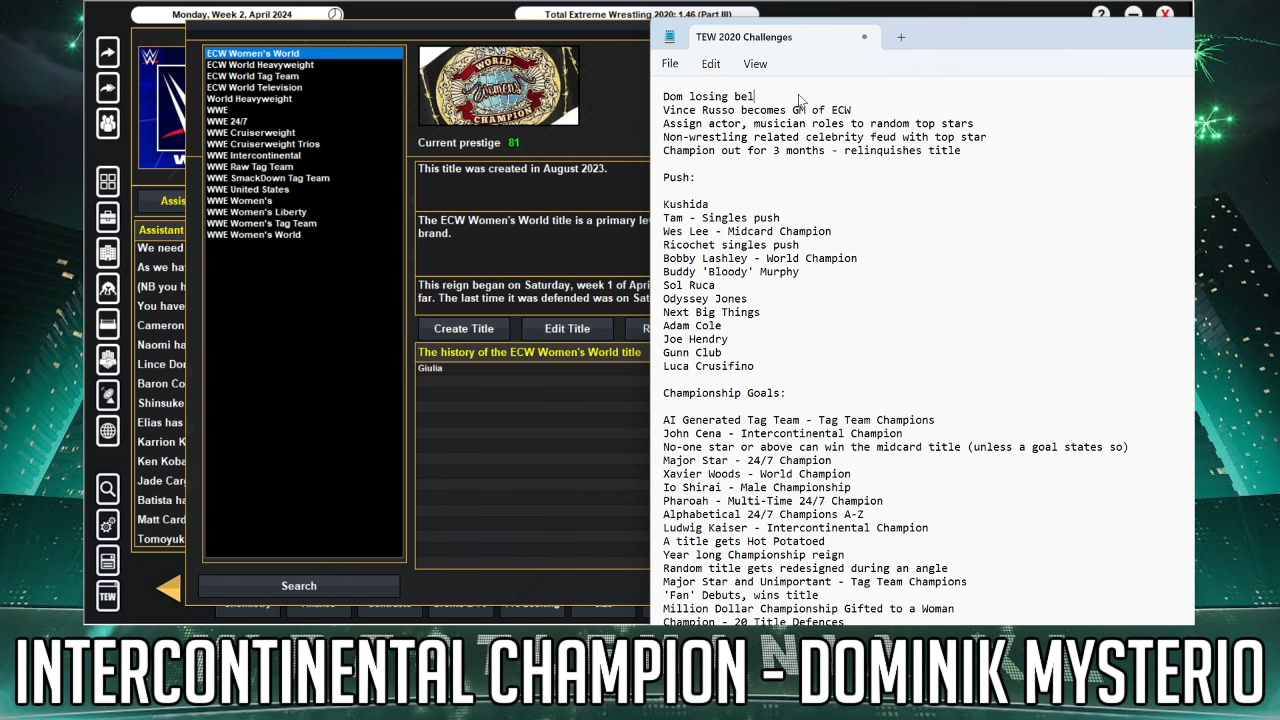 Monday, Week 2, April 2024
Total Extreme Wrestling 2020: 1.46 (Part III)
?
X
ECW Women's World
ECW World Heavyweight
ECW World Tag Team
ECW World Television
World Heavyweight
WWE
WWE 24/7
WWE Cruiserweight
WWE Cruiserweight Trios
WWE Intercontinental
WWE Raw Tag Team
WWE SmackDown Tag Team
WWE United States
WWE Women's
WWE Women's Liberty
WWE Women's Tag Team
WWE Women's World
Search
Assis
Assistant
We need
As we ha
(NB you h
You have
Cameron
Naomi ha
Lince Dor
Baron Co
Shinsuke
Elias has
Karrion K
Ken Koba
Jade Carg
Batista ha
Matt Card
Tomoyuk
TEW
WORLD
Women's
Current prestige 81
This title was created in August 2023.
The ECW Women's World title is a primary lev
brand.
This reign began on Saturday, week 1 of Apri
far. The last time it was defended was on Sat
Create Title
Edit Title
R
The history of the ECW Women's World title
Giulia
TEW 2020 Challenges
File Edit View
Dom losing bel
Vince Russo becomes GM of ECW
Assign actor, musician roles to random top stars
Non-wrestling related celebrity feud with top star
Champion out for 3 months - relinquishes title
Push:
Kushida
Tam - Singles push
Wes Lee - Midcard Champion
Ricochet singles push
Bobby Lashley - World Champion
Buddy 'Bloody' Murphy
Sol Ruca
Odyssey Jones
Next Big Things
Adam Cole
Joe Hendry
Gunn Club
Luca Crusifino
Championship Goals:
AI Generated Tag Team - Tag Team Champions
John Cena - Intercontinental Champion
No-one star or above can win the midcard title (unless a goal states so)
Major Star - 24/7 Champion
Xavier Woods - World Champion
Io Shirai - Male Championship
Pharoah - Multi-Time 24/7 Champion
Alphabetical 24/7 Champions A-Z
Ludwig Kaiser - Intercontinental Champion
A title gets Hot Potatoed
Year long Championship reign
Random title gets redesigned during an angle
Major Star and Unimportant - Tag Team Champions
'Fan' Debuts, wins title
Million Dollar Championship Gifted to a Woman
Champion - 20 Title Defences
INTERCONTINENTAL CHAMPION - DOMINIK MYSTERIO